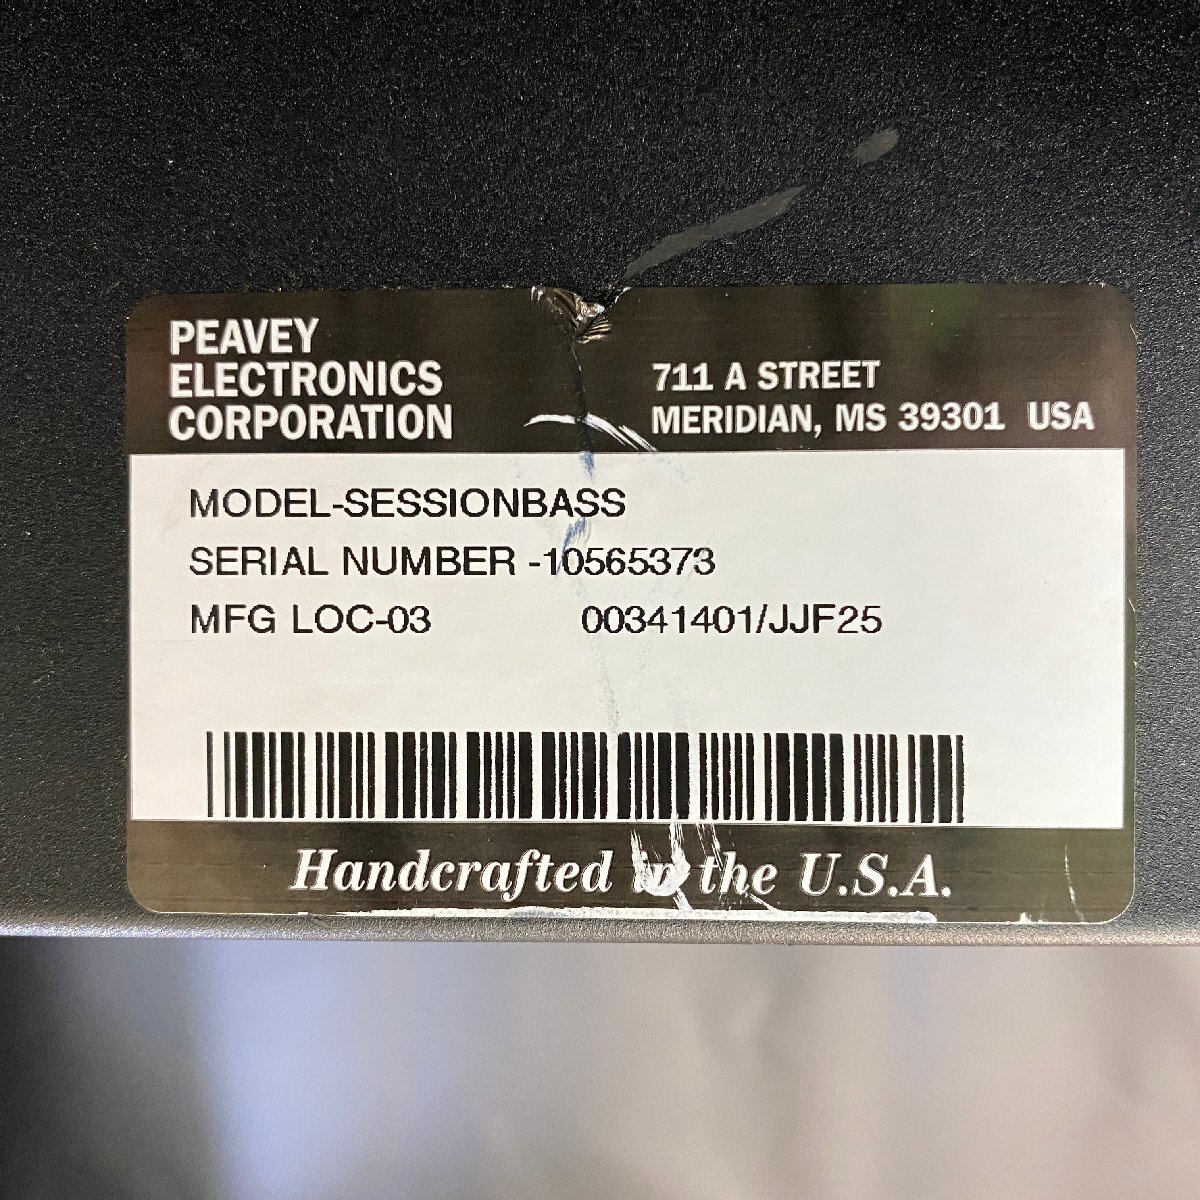 PEAVEY
ELECTRONICS
CORPORATION
711 A STREET
MERIDIAN, MS 39301 USA
MODEL-SESSIONBASS
SERIAL NUMBER -10565373
MFG LOC-03 00341401/JJF25
Handcrafted in the U.S.A.